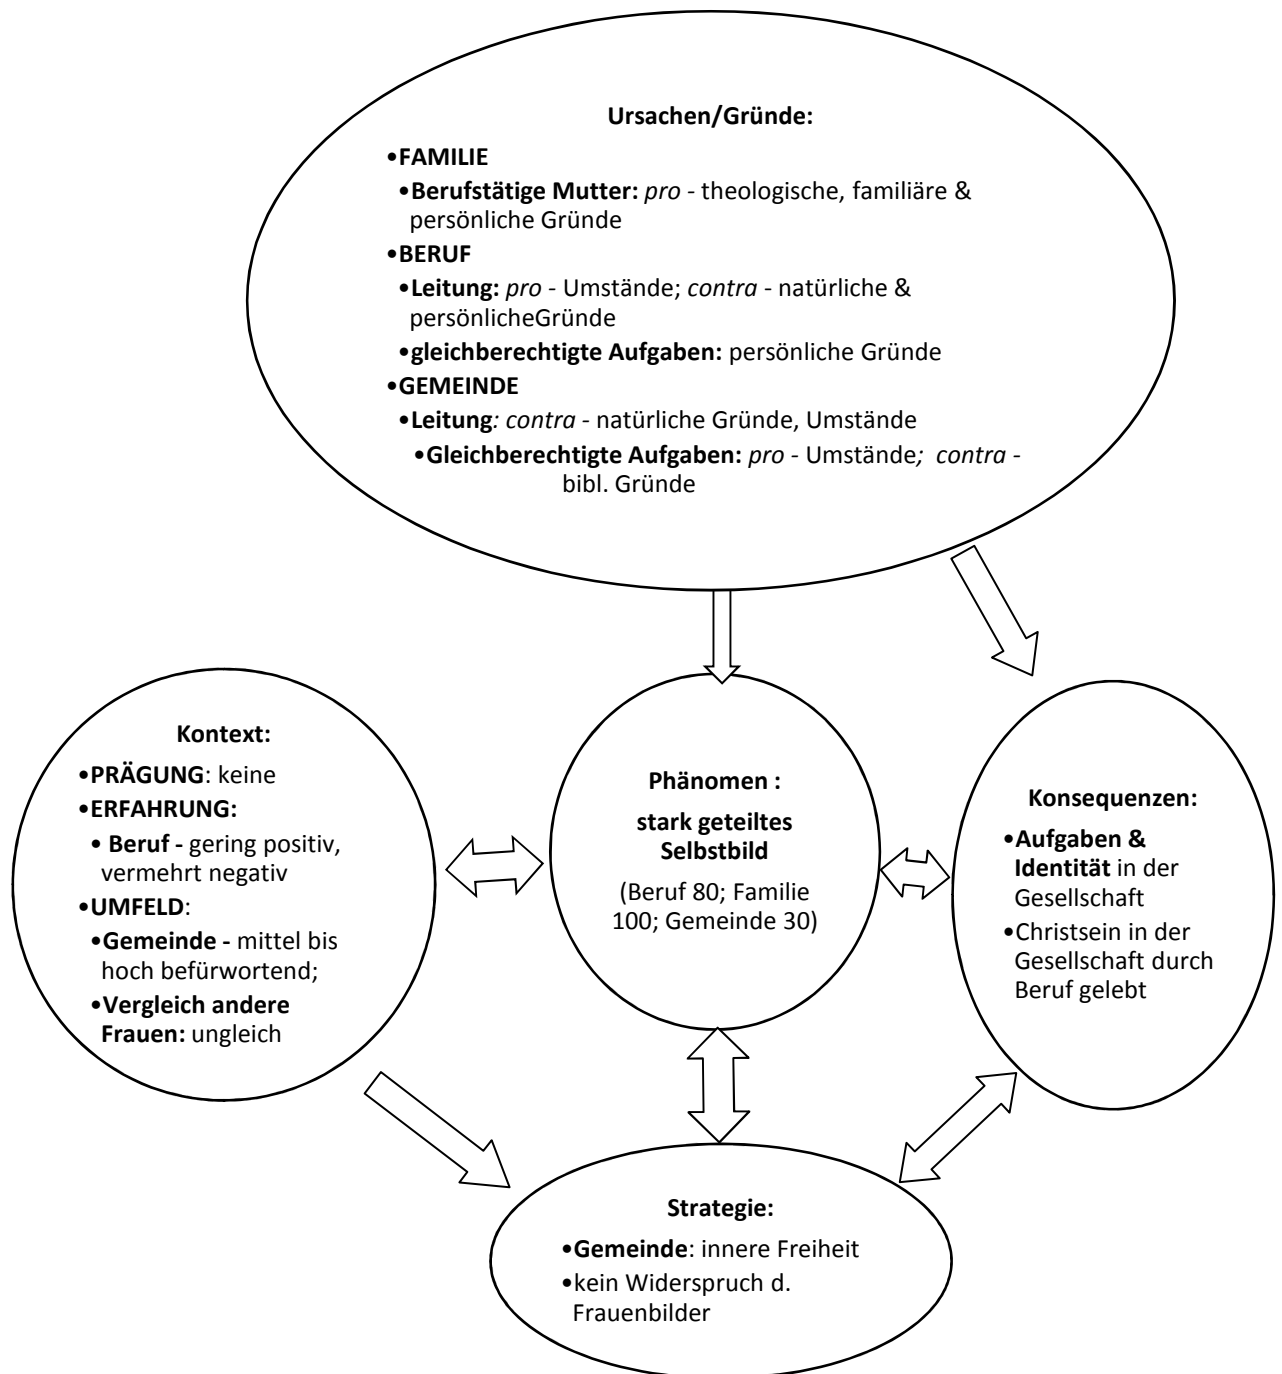 Ursachen/Gründe:
•FAMILIE
•Berufstätige Mutter: pro - theologische, familiäre &
persönliche Gründe
•BERUF
•Leitung: pro - Umstände; contra - natürliche &
persönlicheGründe
•gleichberechtigte Aufgaben: persönliche Gründe
•GEMEINDE
•Leitung: contra - natürliche Gründe, Umstände
•Gleichberechtigte Aufgaben: pro - Umstände; contra -
bibl. Gründe
Kontext:
•PRÄGUNG: keine
•ERFAHRUNG:
• Beruf - gering positiv,
vermehrt negativ
•UMFELD:
•Gemeinde - mittel bis
hoch befürwortend;
•Vergleich andere
Frauen: ungleich
Phänomen :
stark geteiltes
Selbstbild
(Beruf 80; Familie
100; Gemeinde 30)
Konsequenzen:
•Aufgaben &
Identität in der
Gesellschaft
•Christsein in der
Gesellschaft durch
Beruf gelebt
Strategie:
•Gemeinde: innere Freiheit
•kein Widerspruch d.
Frauenbilder